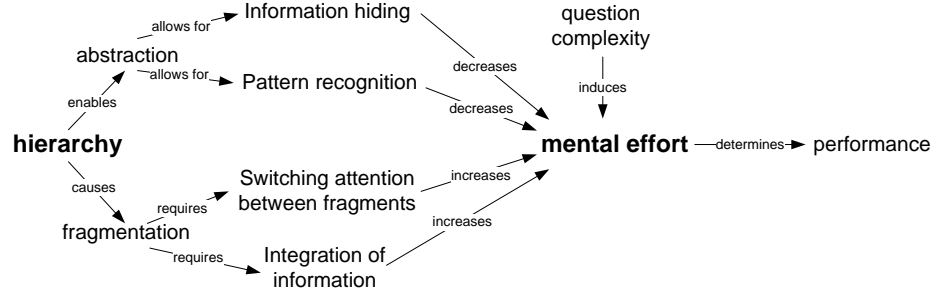 Information hiding
question
complexity
allows for
abstraction
allows for
Pattern recognition
decreases
decreases
induces
enables
hierarchy
mental effort
determines
performance
causes
Switching attention
between fragments
increases
requires
fragmentation
increases
requires
Integration of
information